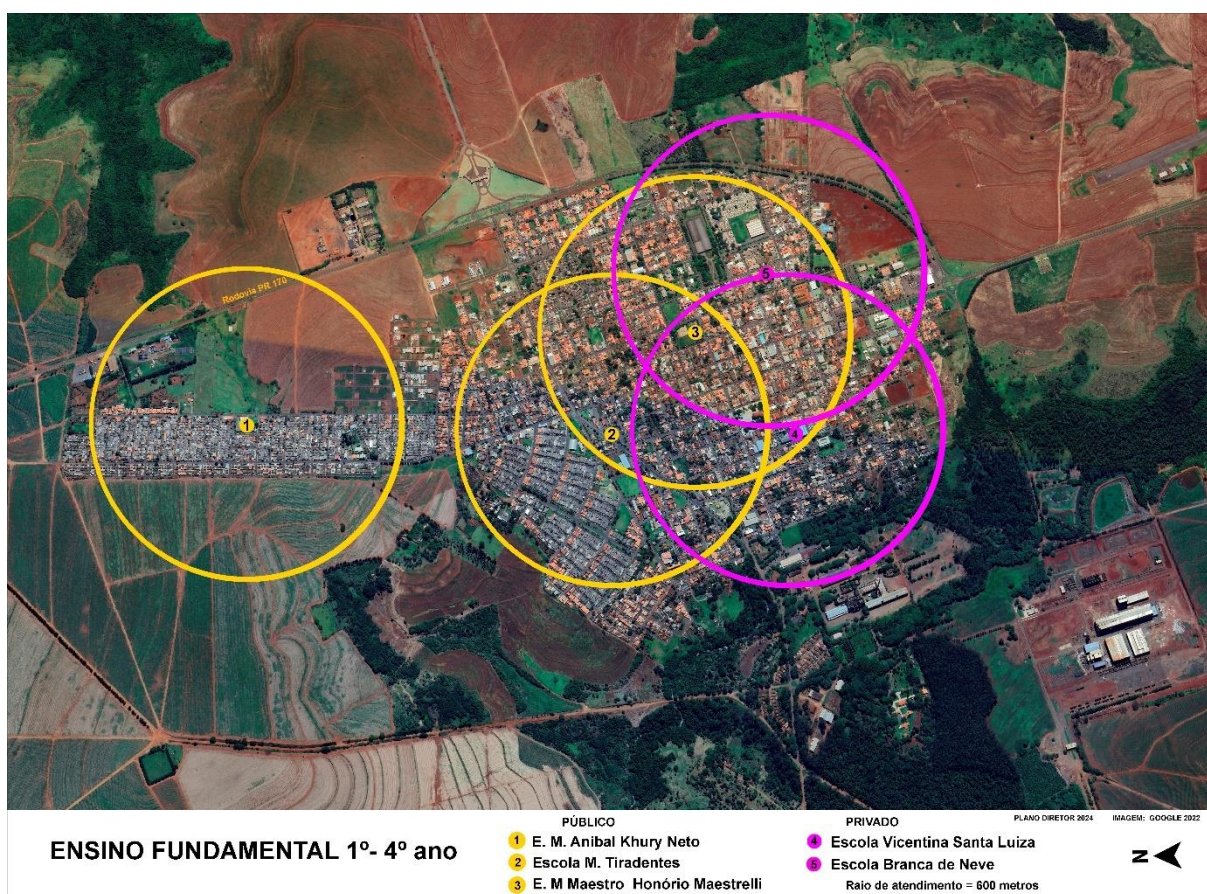 Rodovia PR 170
1
2
3
4
5
ENSINO FUNDAMENTAL 1º- 4º ano
PÚBLICO
1 E. M. Anibal Khury Neto
2 Escola M. Tiradentes
3 E. M Maestro Honório Maestrelli
PRIVADO
4 Escola Vicentina Santa Luiza
5 Escola Branca de Neve
Raio de atendimento = 600 metros
PLANO DIRETOR 2024 IMAGEM: GOOGLE 2022
N